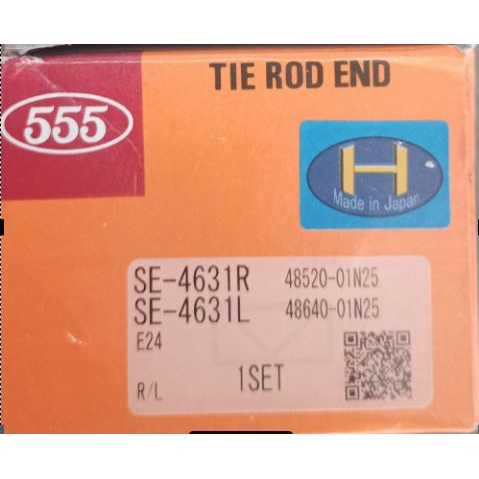 TIE ROD END
555
H
Made in Japan
SE-4631R 48520-01N25
SE-4631L 48640-01N25
E24
R/L 1SET